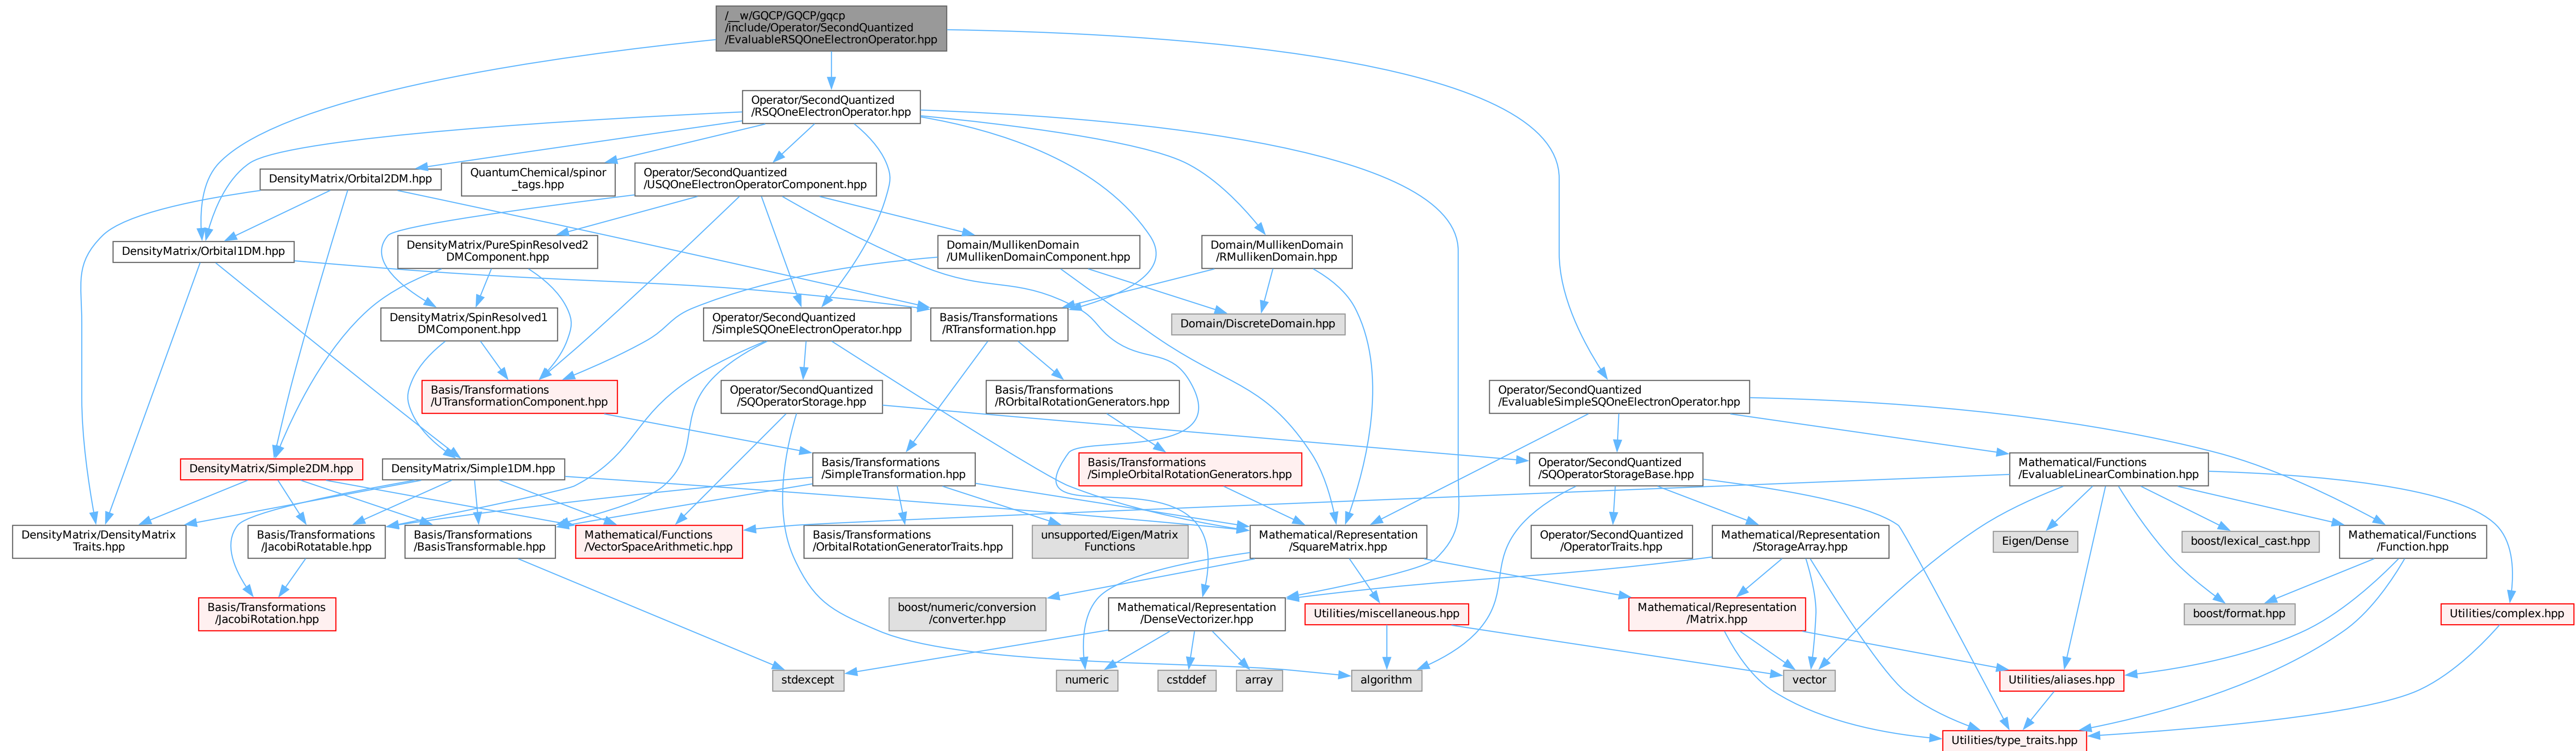 /__w/GQCP/GQCP/gqcp
/include/Operator/SecondQuantized
/EvaluableRSQOneElectronOperator.hpp
Operator/SecondQuantized
/RSQOneElectronOperator.hpp
DensityMatrix/Orbital2DM.hpp
QuantumChemical/spinor
_tags.hpp
Operator/SecondQuantized
/USQOneElectronOperatorComponent.hpp
DensityMatrix/Orbital1DM.hpp
DensityMatrix/PureSpinResolved2
DMComponent.hpp
Domain/MullikenDomain
/UMullikenDomainComponent.hpp
Domain/MullikenDomain
/RMullikenDomain.hpp
DensityMatrix/SpinResolved1
DMComponent.hpp
Operator/SecondQuantized
/SimpleSQOneElectronOperator.hpp
Basis/Transformations
/RTransformation.hpp
Domain/DiscreteDomain.hpp
Basis/Transformations
/UTransformationComponent.hpp
Operator/SecondQuantized
/SQOperatorStorage.hpp
Basis/Transformations
/ROrbitalRotationGenerators.hpp
Operator/SecondQuantized
/EvaluableSimpleSQOneElectronOperator.hpp
DensityMatrix/Simple2DM.hpp
DensityMatrix/Simple1DM.hpp
Basis/Transformations
/SimpleTransformation.hpp
Basis/Transformations
/SimpleOrbitalRotationGenerators.hpp
Operator/SecondQuantized
/SQOperatorStorageBase.hpp
Mathematical/Functions
/EvaluableLinearCombination.hpp
DensityMatrix/DensityMatrix
Traits.hpp
Basis/Transformations
/JacobiRotatable.hpp
Basis/Transformations
/BasisTransformable.hpp
Mathematical/Functions
/VectorSpaceArithmetic.hpp
Basis/Transformations
/OrbitalRotationGeneratorTraits.hpp
unsupported/Eigen/Matrix
Functions
Mathematical/Representation
/SquareMatrix.hpp
Operator/SecondQuantized
/OperatorTraits.hpp
Mathematical/Representation
/StorageArray.hpp
Eigen/Dense
boost/lexical_cast.hpp
Mathematical/Functions
/Function.hpp
Basis/Transformations
/JacobiRotation.hpp
boost/numeric/conversion
/converter.hpp
Mathematical/Representation
/DenseVectorizer.hpp
Utilities/miscellaneous.hpp
Mathematical/Representation
/Matrix.hpp
boost/format.hpp
Utilities/complex.hpp
stdexcept
numeric
cstddef
array
algorithm
vector
Utilities/aliases.hpp
Utilities/type_traits.hpp